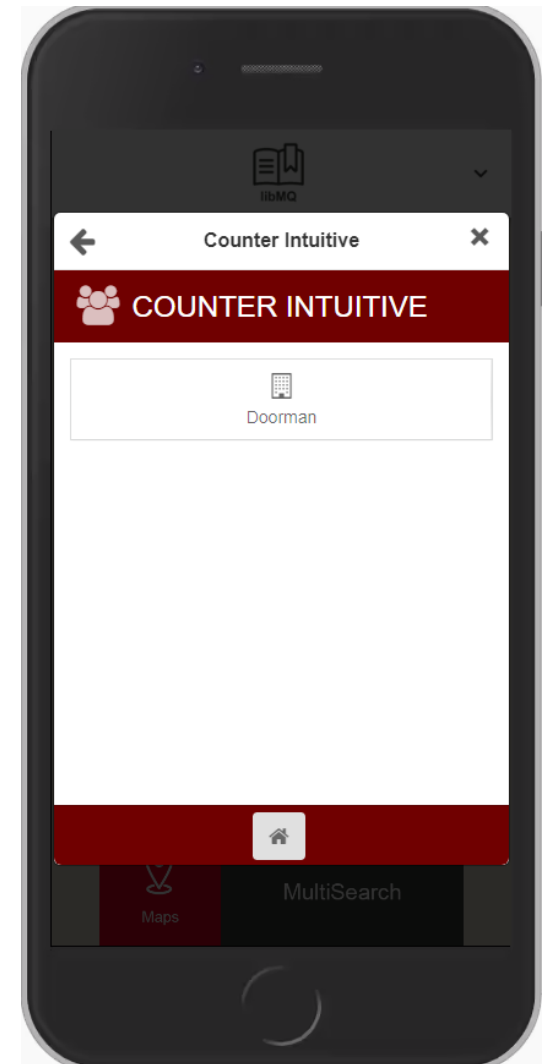 libMQ
Counter Intuitive
COUNTER INTUITIVE
Doorman
Maps
MultiSearch